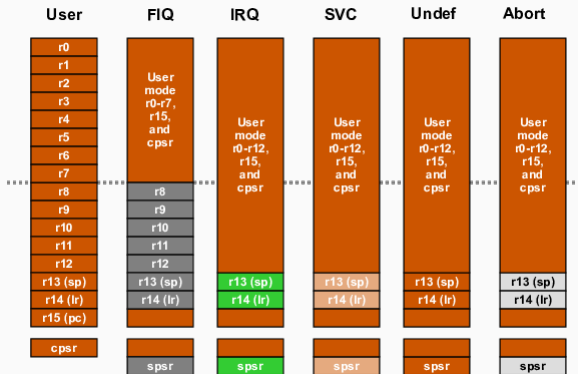 User
FIQ
IRQ
SVC
Undef
Abort
r0
r1
r2
r3
r4
r5
r6
r7
r8
r9
r10
r11
r12
r13 (sp)
r14 (lr)
r15 (pc)
cpsr
User
mode
r0-r7,
r15,
and
cpsr
r8
r9
r10
r11
r12
r13 (sp)
r14 (lr)
spsr
User
mode
r0-r12,
r15,
and
cpsr
r13 (sp)
r14 (lr)
spsr
User
mode
r0-r12,
r15,
and
cpsr
r13 (sp)
r14 (lr)
spsr
User
mode
r0-r12,
r15,
and
cpsr
r13 (sp)
r14 (lr)
spsr
User
mode
r0-r12,
r15,
and
cpsr
r13 (sp)
r14 (lr)
spsr